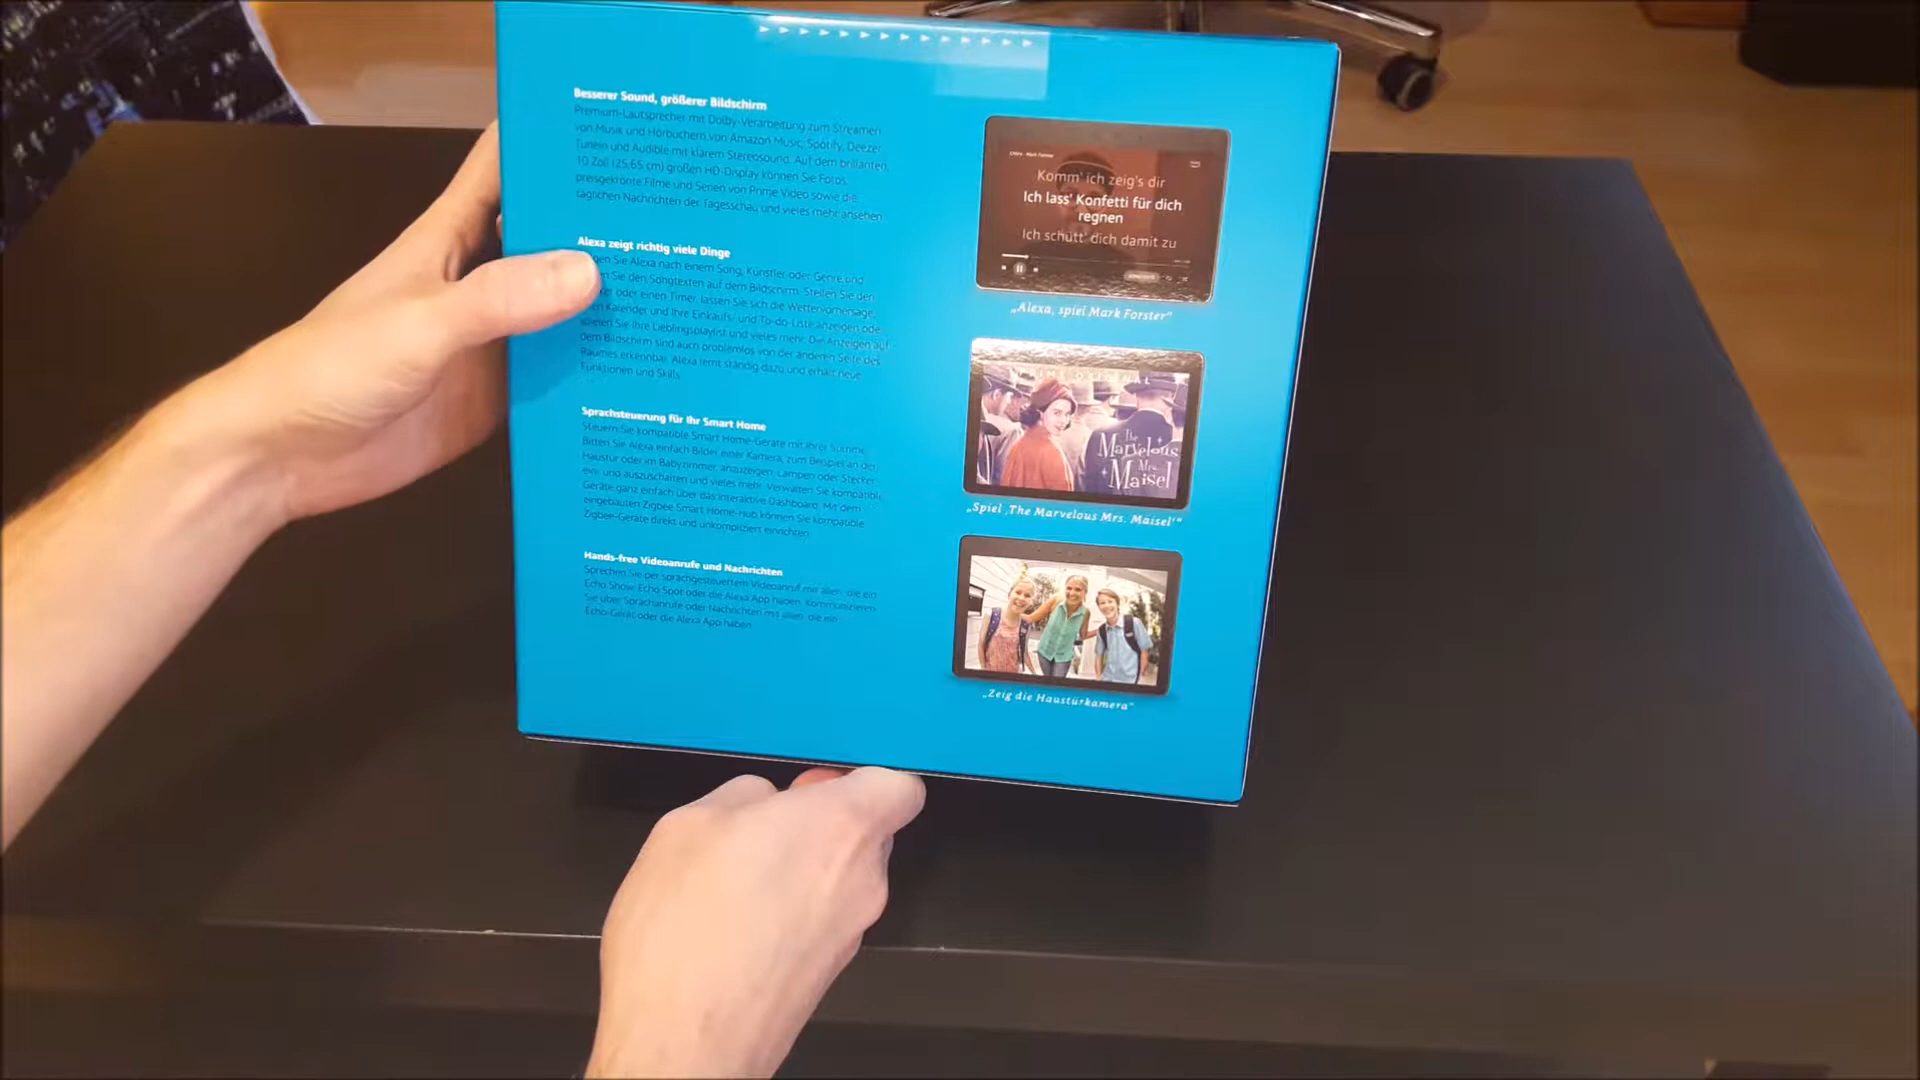 Besserer Sound, größerer Bildschirm
Premium-Lautsprecher mit Dolby-Verarbeitung zum Streamen
von Musik und Hörbüchern von Amazon Music, Spotify, Deezer,
TuneIn und Audible mit klarem Stereosound. Auf dem brillanten,
10 Zoll (25,65 cm) großen HD-Display können Sie Fotos,
preisgekrönte Filme und Serien von Prime Video sowie die
täglichen Nachrichten der Tagesschau und vieles mehr ansehen
Alexa zeigt richtig viele Dinge
Sie Alexa nach einem Song, Künstler oder Genre und
Sie den Songtexten auf dem Bildschirm. Stellen Sie den
oder einen Timer, lassen Sie sich die Wettervorhersage,
Kalender und Ihre Einkaufs- und To-do-Liste anzeigen oder
spielen Sie Ihre Lieblingsplaylist und vieles mehr. Die Anzeigen auf
dem Bildschirm sind auch problemlos von der anderen Seite des
Raumes erkennbar. Alexa lernt ständig dazu und erhält neue
Funktionen und Skills.
Sprachsteuerung für Ihr Smart Home
Steuern Sie kompatible Smart Home-Geräte mit Ihrer Stimme.
Bitten Sie Alexa einfach Bilder einer Kamera, zum Beispiel an der
Haustür oder im Babyzimmer, anzuzeigen, Lampen oder Stecker
ein- und auszuschalten und vieles mehr. Verwalten Sie kompatible
Geräte ganz einfach über das interaktive Dashboard. Mit dem
eingebauten Zigbee Smart Home-Hub können Sie kompatible
Zigbee-Geräte direkt und unkompliziert einrichten.
Hands-free Videoanrufe und Nachrichten
Sprechen Sie per sprachgesteuertem Videoanruf mit allen, die ein
Echo Show, Echo Spot oder die Alexa App haben. Kommunizieren
Sie über Sprachanrufe oder Nachrichten mit allen, die ein
Echo-Gerät oder die Alexa App haben.
Chöre - Mark Forster
Komm' ich zeig's dir
Ich lass' Konfetti für dich
regnen
Ich schütt' dich damit zu
„Alexa, spiel Mark Forster“
PRIME ORIGINAL
The
Marvelous
Mrs.
Maisel
„Spiel ‚The Marvelous Mrs. Maisel‘“
„Zeig die Haustürkamera“